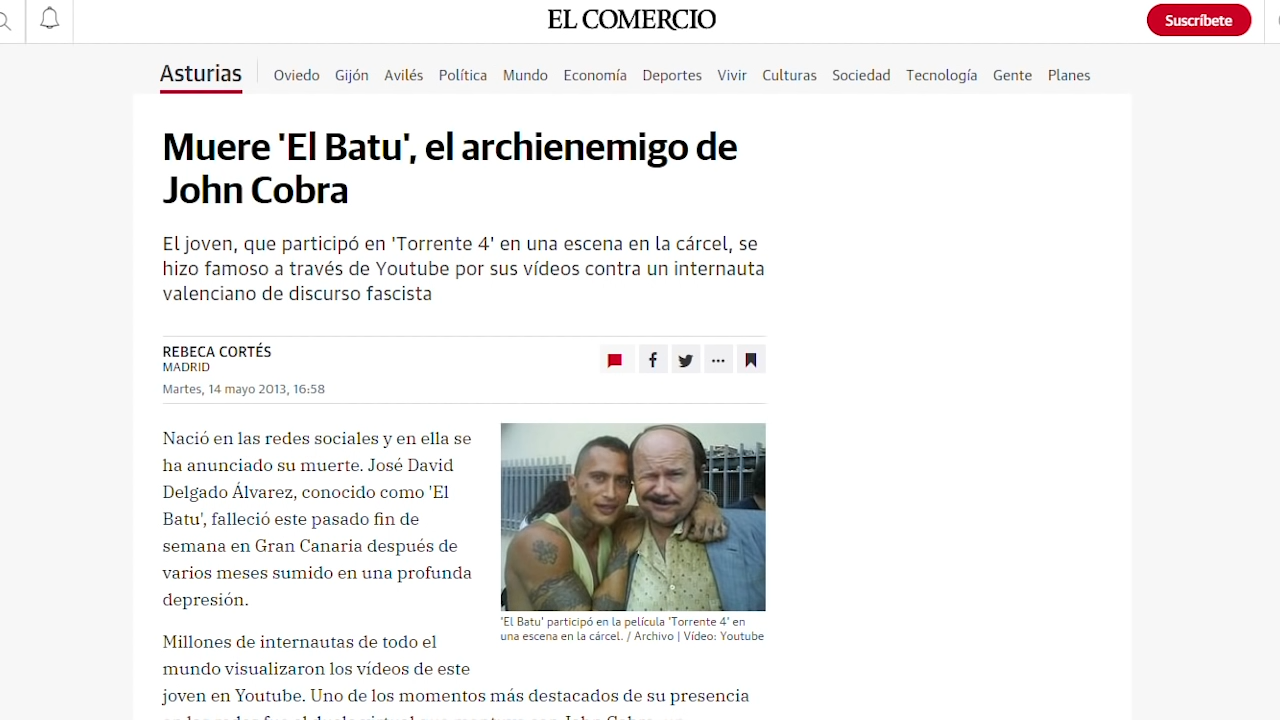 EL COMERCIO
Suscríbete
Asturias Oviedo Gijón Avilés Política Mundo Economía Deportes Vivir Culturas Sociedad Tecnología Gente Planes
Muere 'El Batu', el archienemigo de
John Cobra
El joven, que participó en 'Torrente 4' en una escena en la cárcel, se
hizo famoso a través de Youtube por sus vídeos contra un internauta
valenciano de discurso fascista
REBECA CORTÉS
MADRID
Martes, 14 mayo 2013, 16:58
Nació en las redes sociales y en ella se
ha anunciado su muerte. José David
Delgado Álvarez, conocido como 'El
Batu', falleció este pasado fin de
semana en Gran Canaria después de
varios meses sumido en una profunda
depresión.
'El Batu' participó en la película 'Torrente 4' en
una escena en la cárcel. / Archivo | Vídeo: Youtube
Millones de internautas de todo el
mundo visualizaron los vídeos de este
joven en Youtube. Uno de los momentos más destacados de su presencia